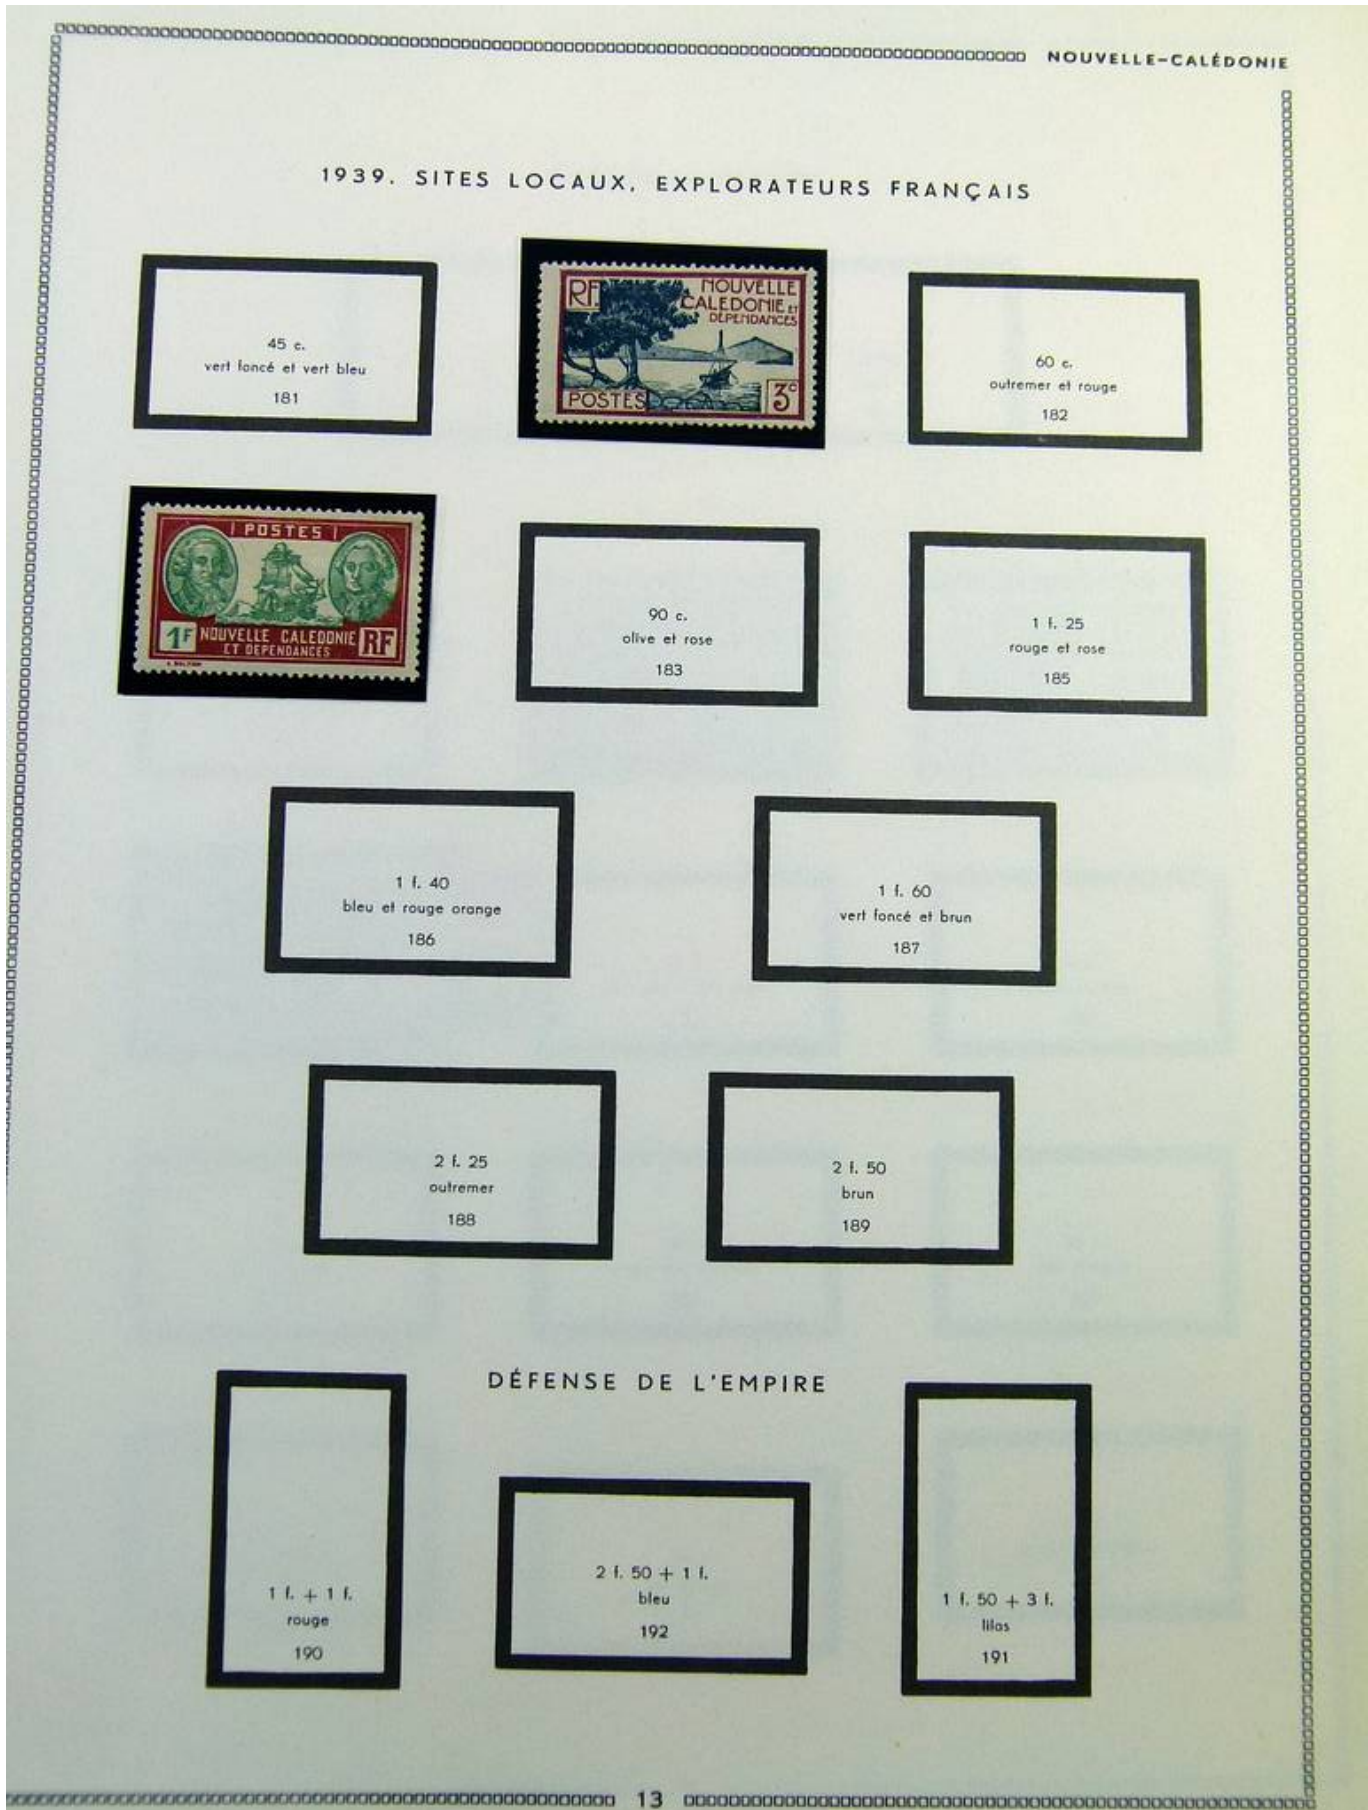 NOUVELLE-CALÉDONIE
1939. SITES LOCAUX, EXPLORATEURS FRANÇAIS
45 c.
vert foncé et vert bleu
181
RF.
NOUVELLE
CALEDONIE ET
DEPENDANCES
POSTES
3c
60 c.
outremer et rouge
182
POSTES
1F
NOUVELLE CALEDONIE
ET DEPENDANCES
RF
90 c.
olive et rose
183
1 f. 25
rouge et rose
185
1 f. 40
bleu et rouge orange
186
1 f. 60
vert foncé et brun
187
2 f. 25
outremer
188
2 f. 50
brun
189
DÉFENSE DE L'EMPIRE
1 f. + 1 f.
rouge
190
2 f. 50 + 1 f.
bleu
192
1 f. 50 + 3 f.
lilas
191
13